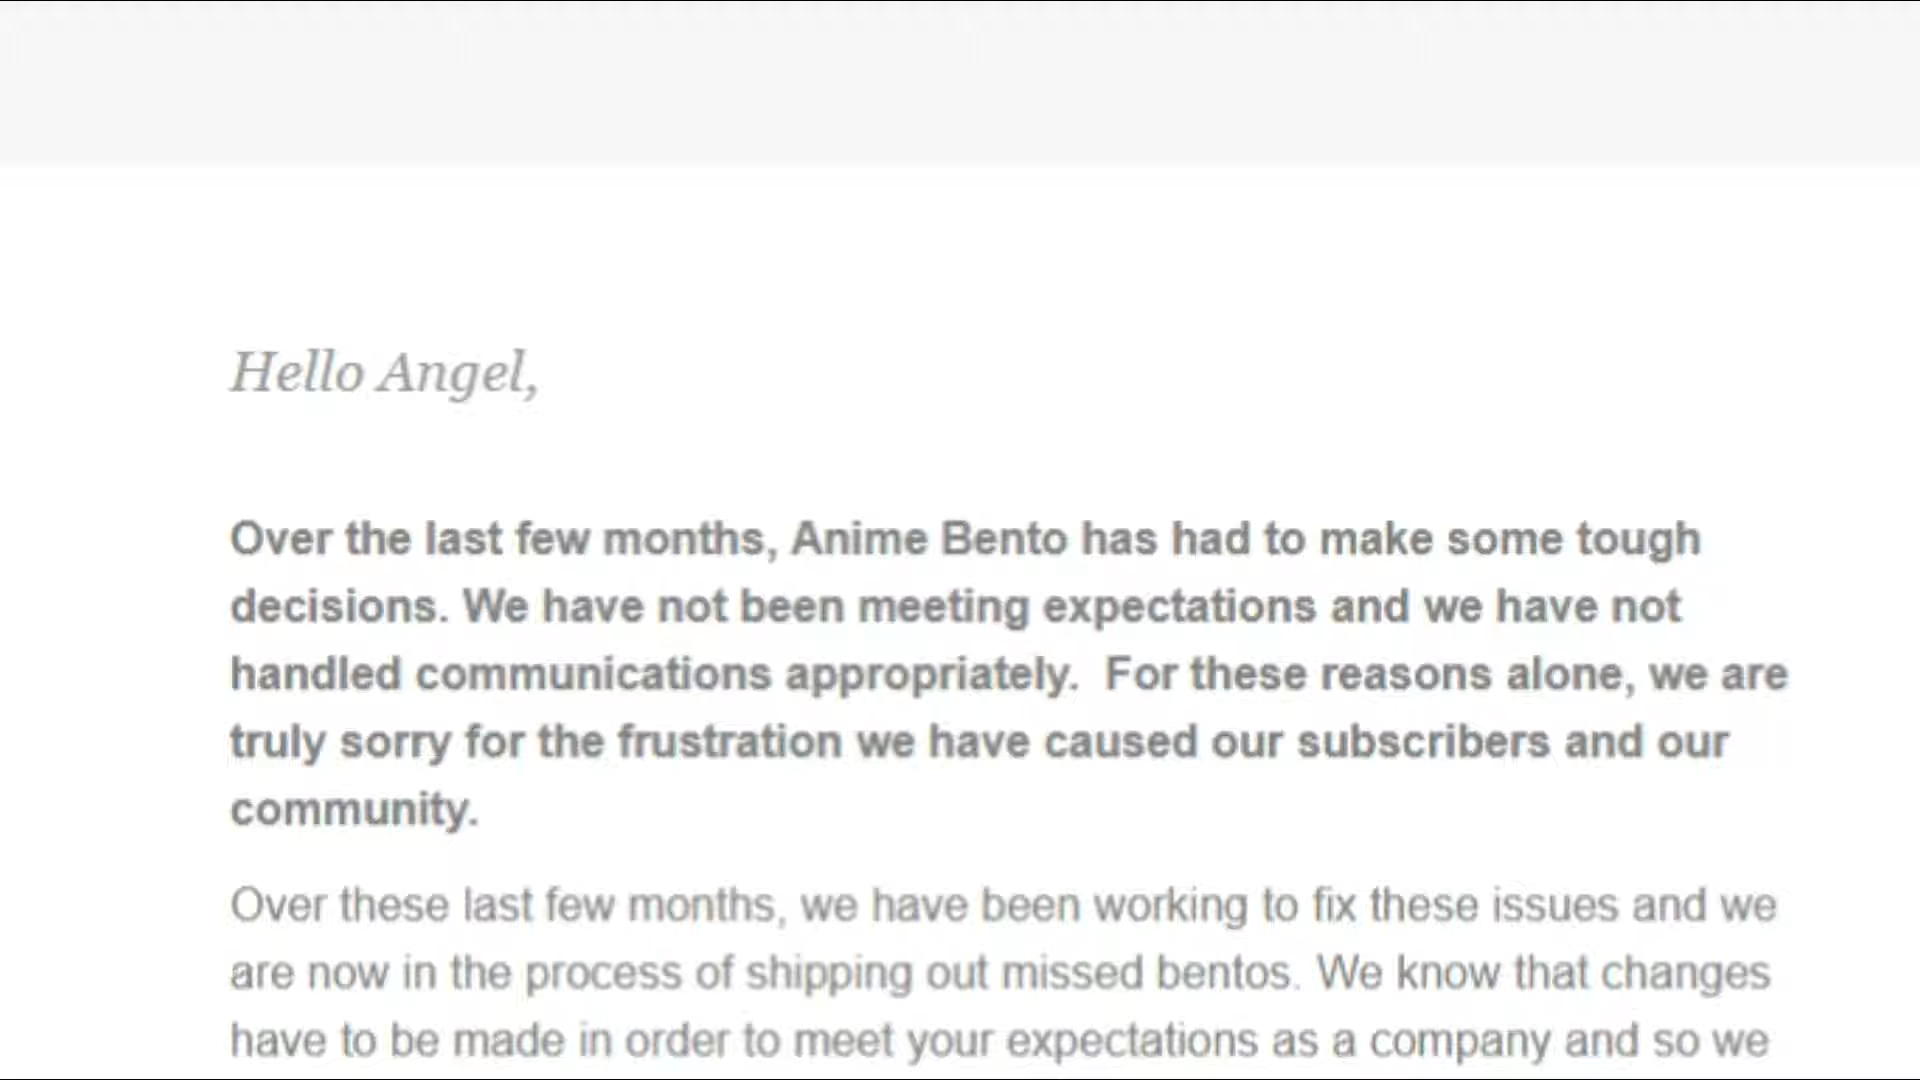 Hello Angel,
Over the last few months, Anime Bento has had to make some tough
decisions. We have not been meeting expectations and we have not
handled communications appropriately.  For these reasons alone, we are
truly sorry for the frustration we have caused our subscribers and our
community.
Over these last few months, we have been working to fix these issues and we
are now in the process of shipping out missed bentos. We know that changes
have to be made in order to meet your expectations as a company and so we